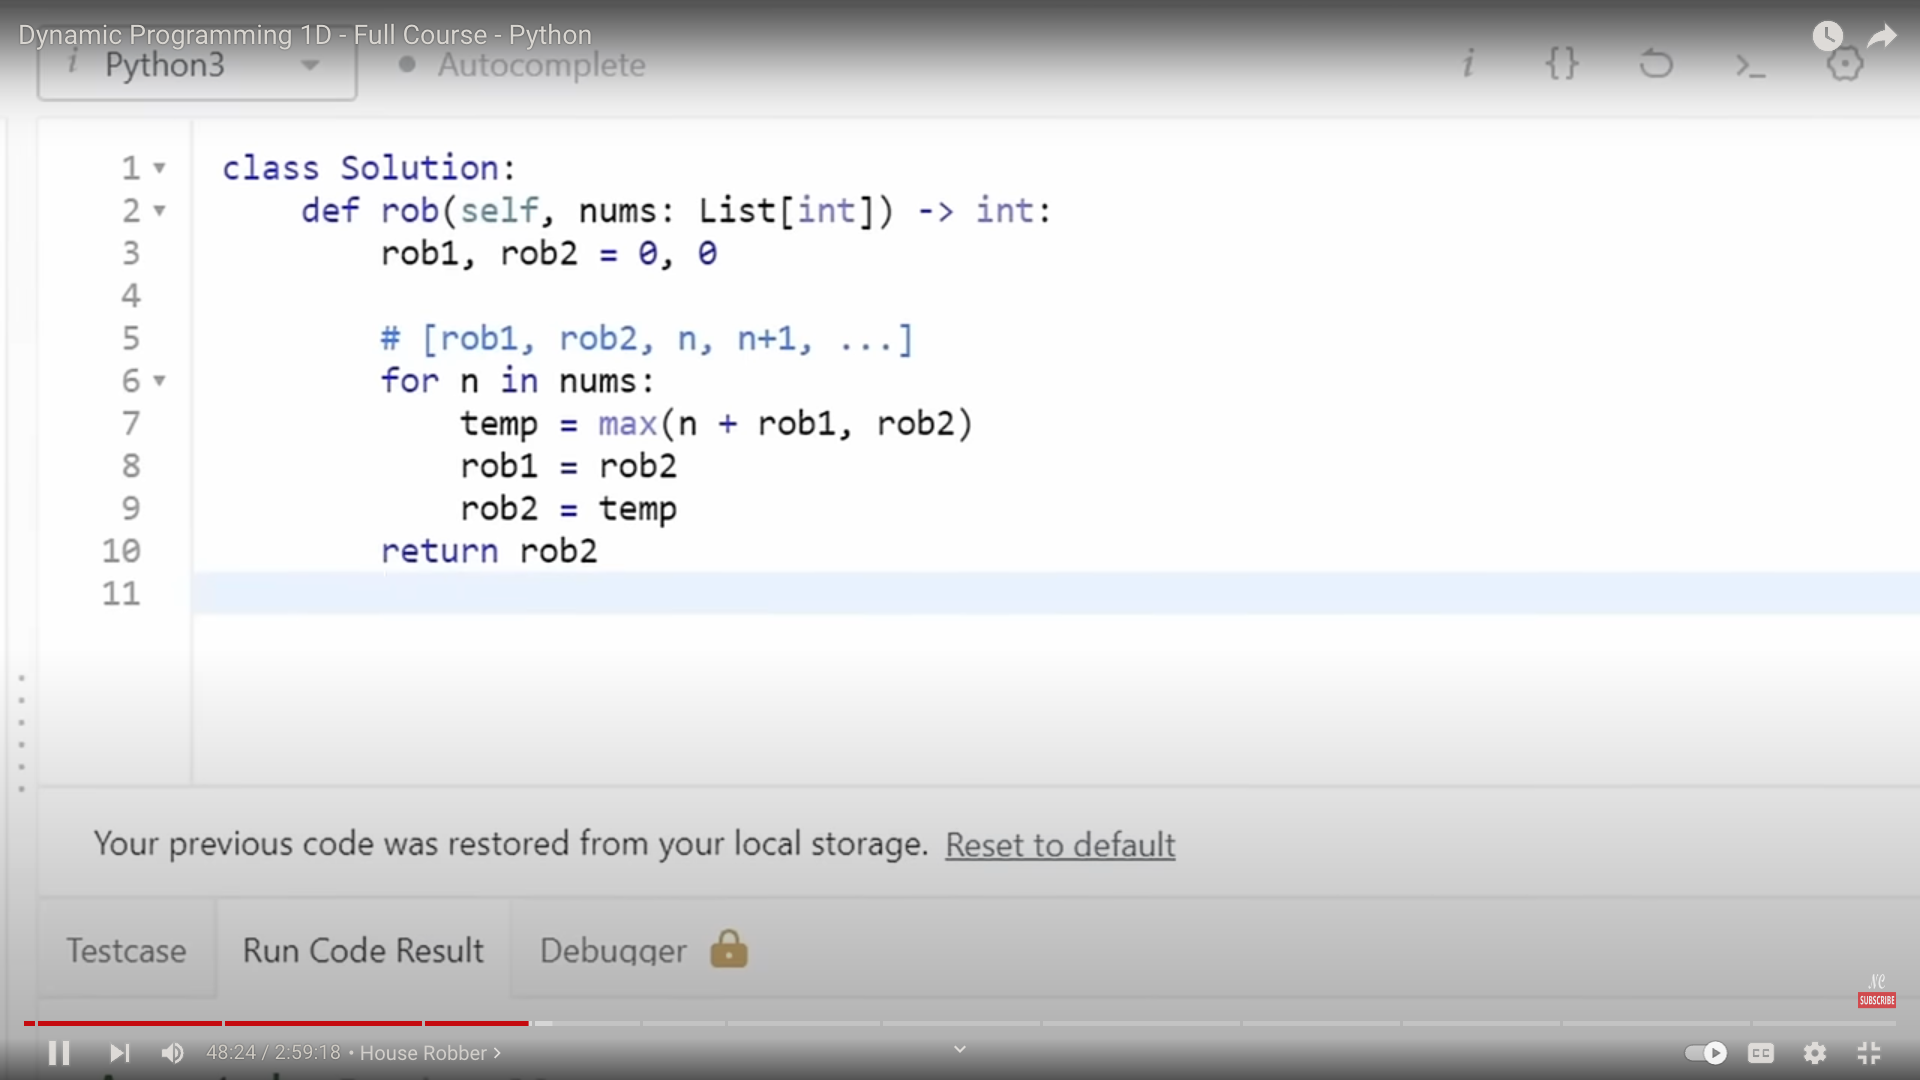 Dynamic Programming 1D - Full Course - Python
i Python3
Autocomplete
i {} >_
1 class Solution:
2 def rob(self, nums: List[int]) -> int:
3 rob1, rob2 = 0, 0
4
5 # [rob1, rob2, n, n+1, ...]
6 for n in nums:
7 temp = max(n + rob1, rob2)
8 rob1 = rob2
9 rob2 = temp
10 return rob2
11
Your previous code was restored from your local storage. Reset to default
Testcase
Run Code Result
Debugger
NC
SUBSCRIBE
48:24 / 2:59:18 • House Robber >
CC